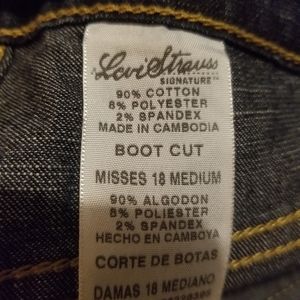 Levi Strauss
SIGNATURE™
90% COTTON
8% POLYESTER
2% SPANDEX
MADE IN CAMBODIA
BOOT CUT
MISSES 18 MEDIUM
90% ALGODON
8% POLIESTER
2% SPANDEX
HECHO EN CAMBOYA
CORTE DE BOTAS
DAMAS 18 MEDIANO